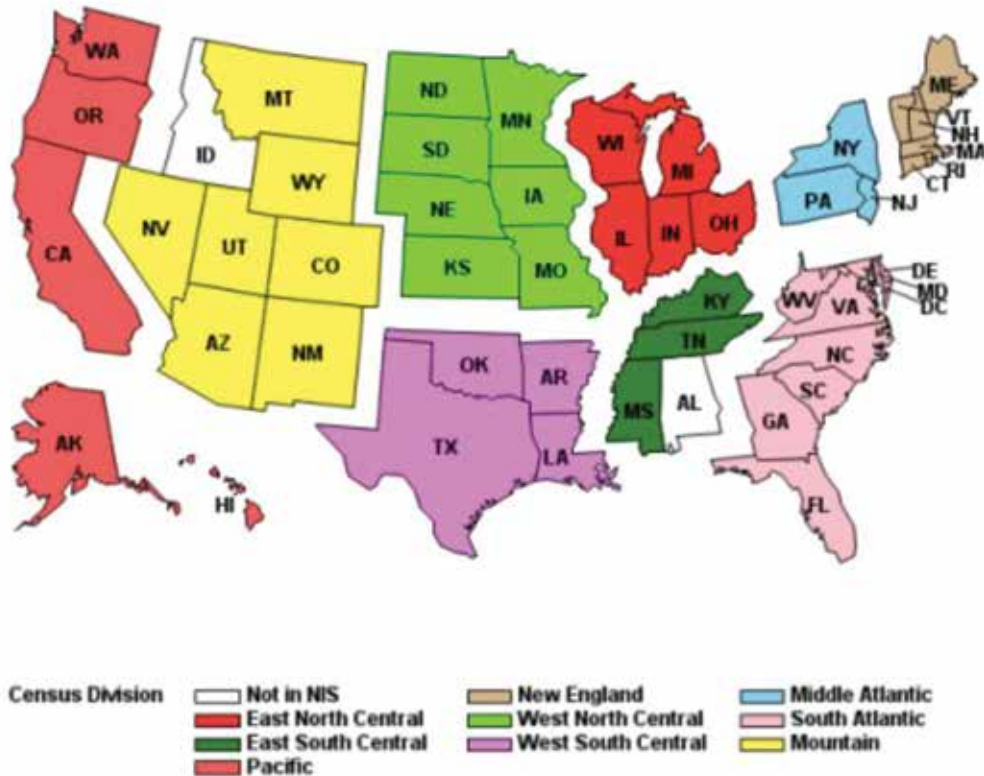 WA
OR
CA
AK
HI
MT
ID
WY
NV
UT
CO
AZ
NM
ND
SD
NE
KS
MN
IA
MO
OK
AR
TX
LA
WI
MI
IL
IN
OH
KY
TN
MS
AL
NY
PA
NJ
ME
VT
NH
MA
RI
CT
DE
MD
DC
WV
VA
NC
SC
GA
FL
Census Division
Not in NIS
New England
Middle Atlantic
East North Central
West North Central
South Atlantic
East South Central
West South Central
Mountain
Pacific